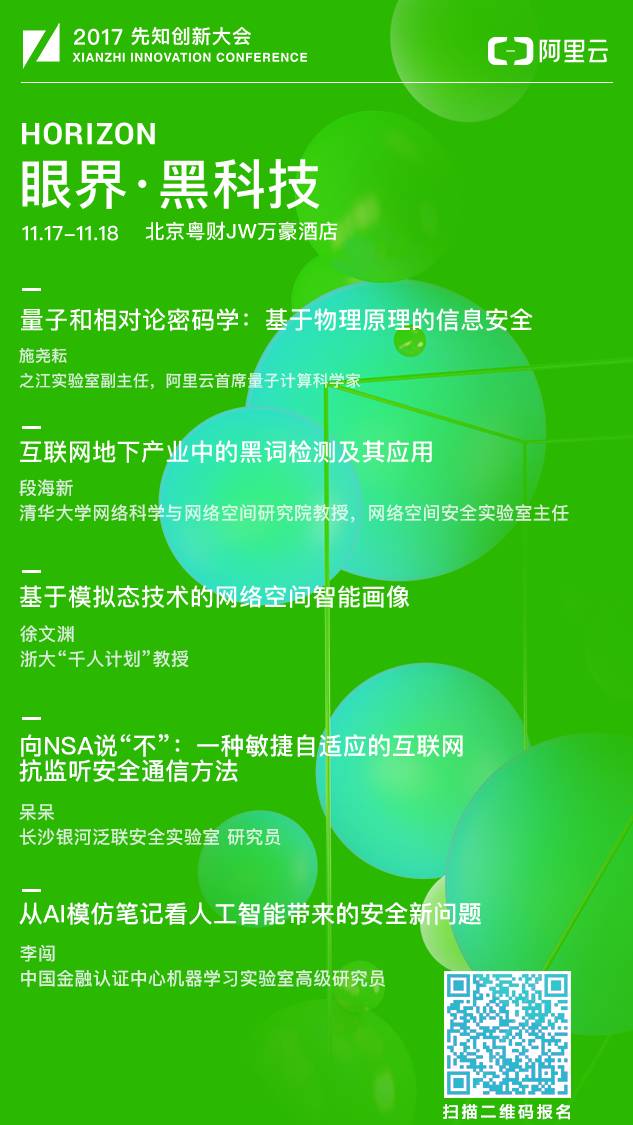 2017 先知创新大会
XIANZHI INNOVATION CONFERENCE
阿里云
HORIZON
眼界·黑科技
11.17-11.18 北京粤财JW万豪酒店
量子和相对论密码学：基于物理原理的信息安全
施尧耘
之江实验室副主任，阿里云首席量子计算科学家
互联网地下产业中的黑词检测及其应用
段海新
清华大学网络科学与网络空间研究院教授，网络空间安全实验室主任
基于模拟态技术的网络空间智能画像
徐文渊
浙大“千人计划”教授
向NSA说“不”：一种敏捷自适应的互联网
抗监听安全通信方法
呆呆
长沙银河泛联安全实验室 研究员
从AI模仿笔记看人工智能带来的安全新问题
李闯
中国金融认证中心机器学习实验室高级研究员
扫描二维码报名